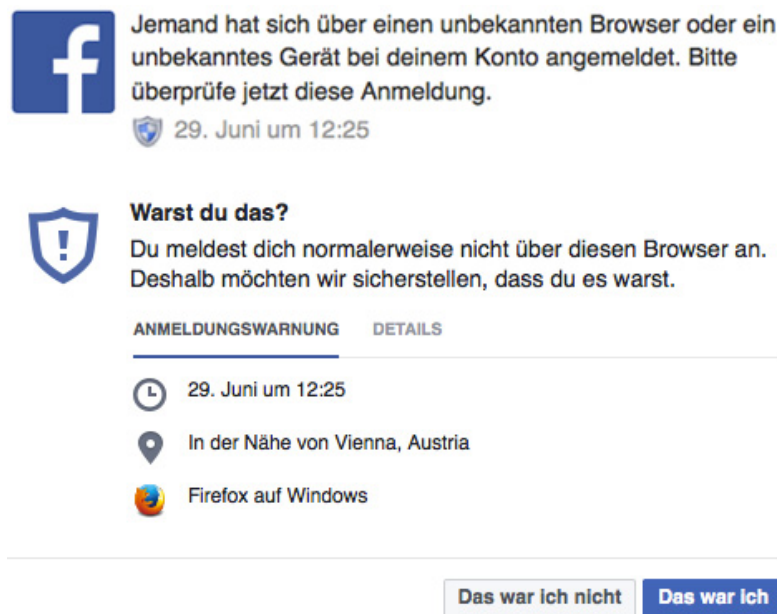 Jemand hat sich über einen unbekannten Browser oder ein
unbekanntes Gerät bei deinem Konto angemeldet. Bitte
überprüfe jetzt diese Anmeldung.
29. Juni um 12:25
Warst du das?
Du meldest dich normalerweise nicht über diesen Browser an.
Deshalb möchten wir sicherstellen, dass du es warst.
ANMELDUNGSWARNUNG DETAILS
29. Juni um 12:25
In der Nähe von Vienna, Austria
Firefox auf Windows
Das war ich nicht Das war ich